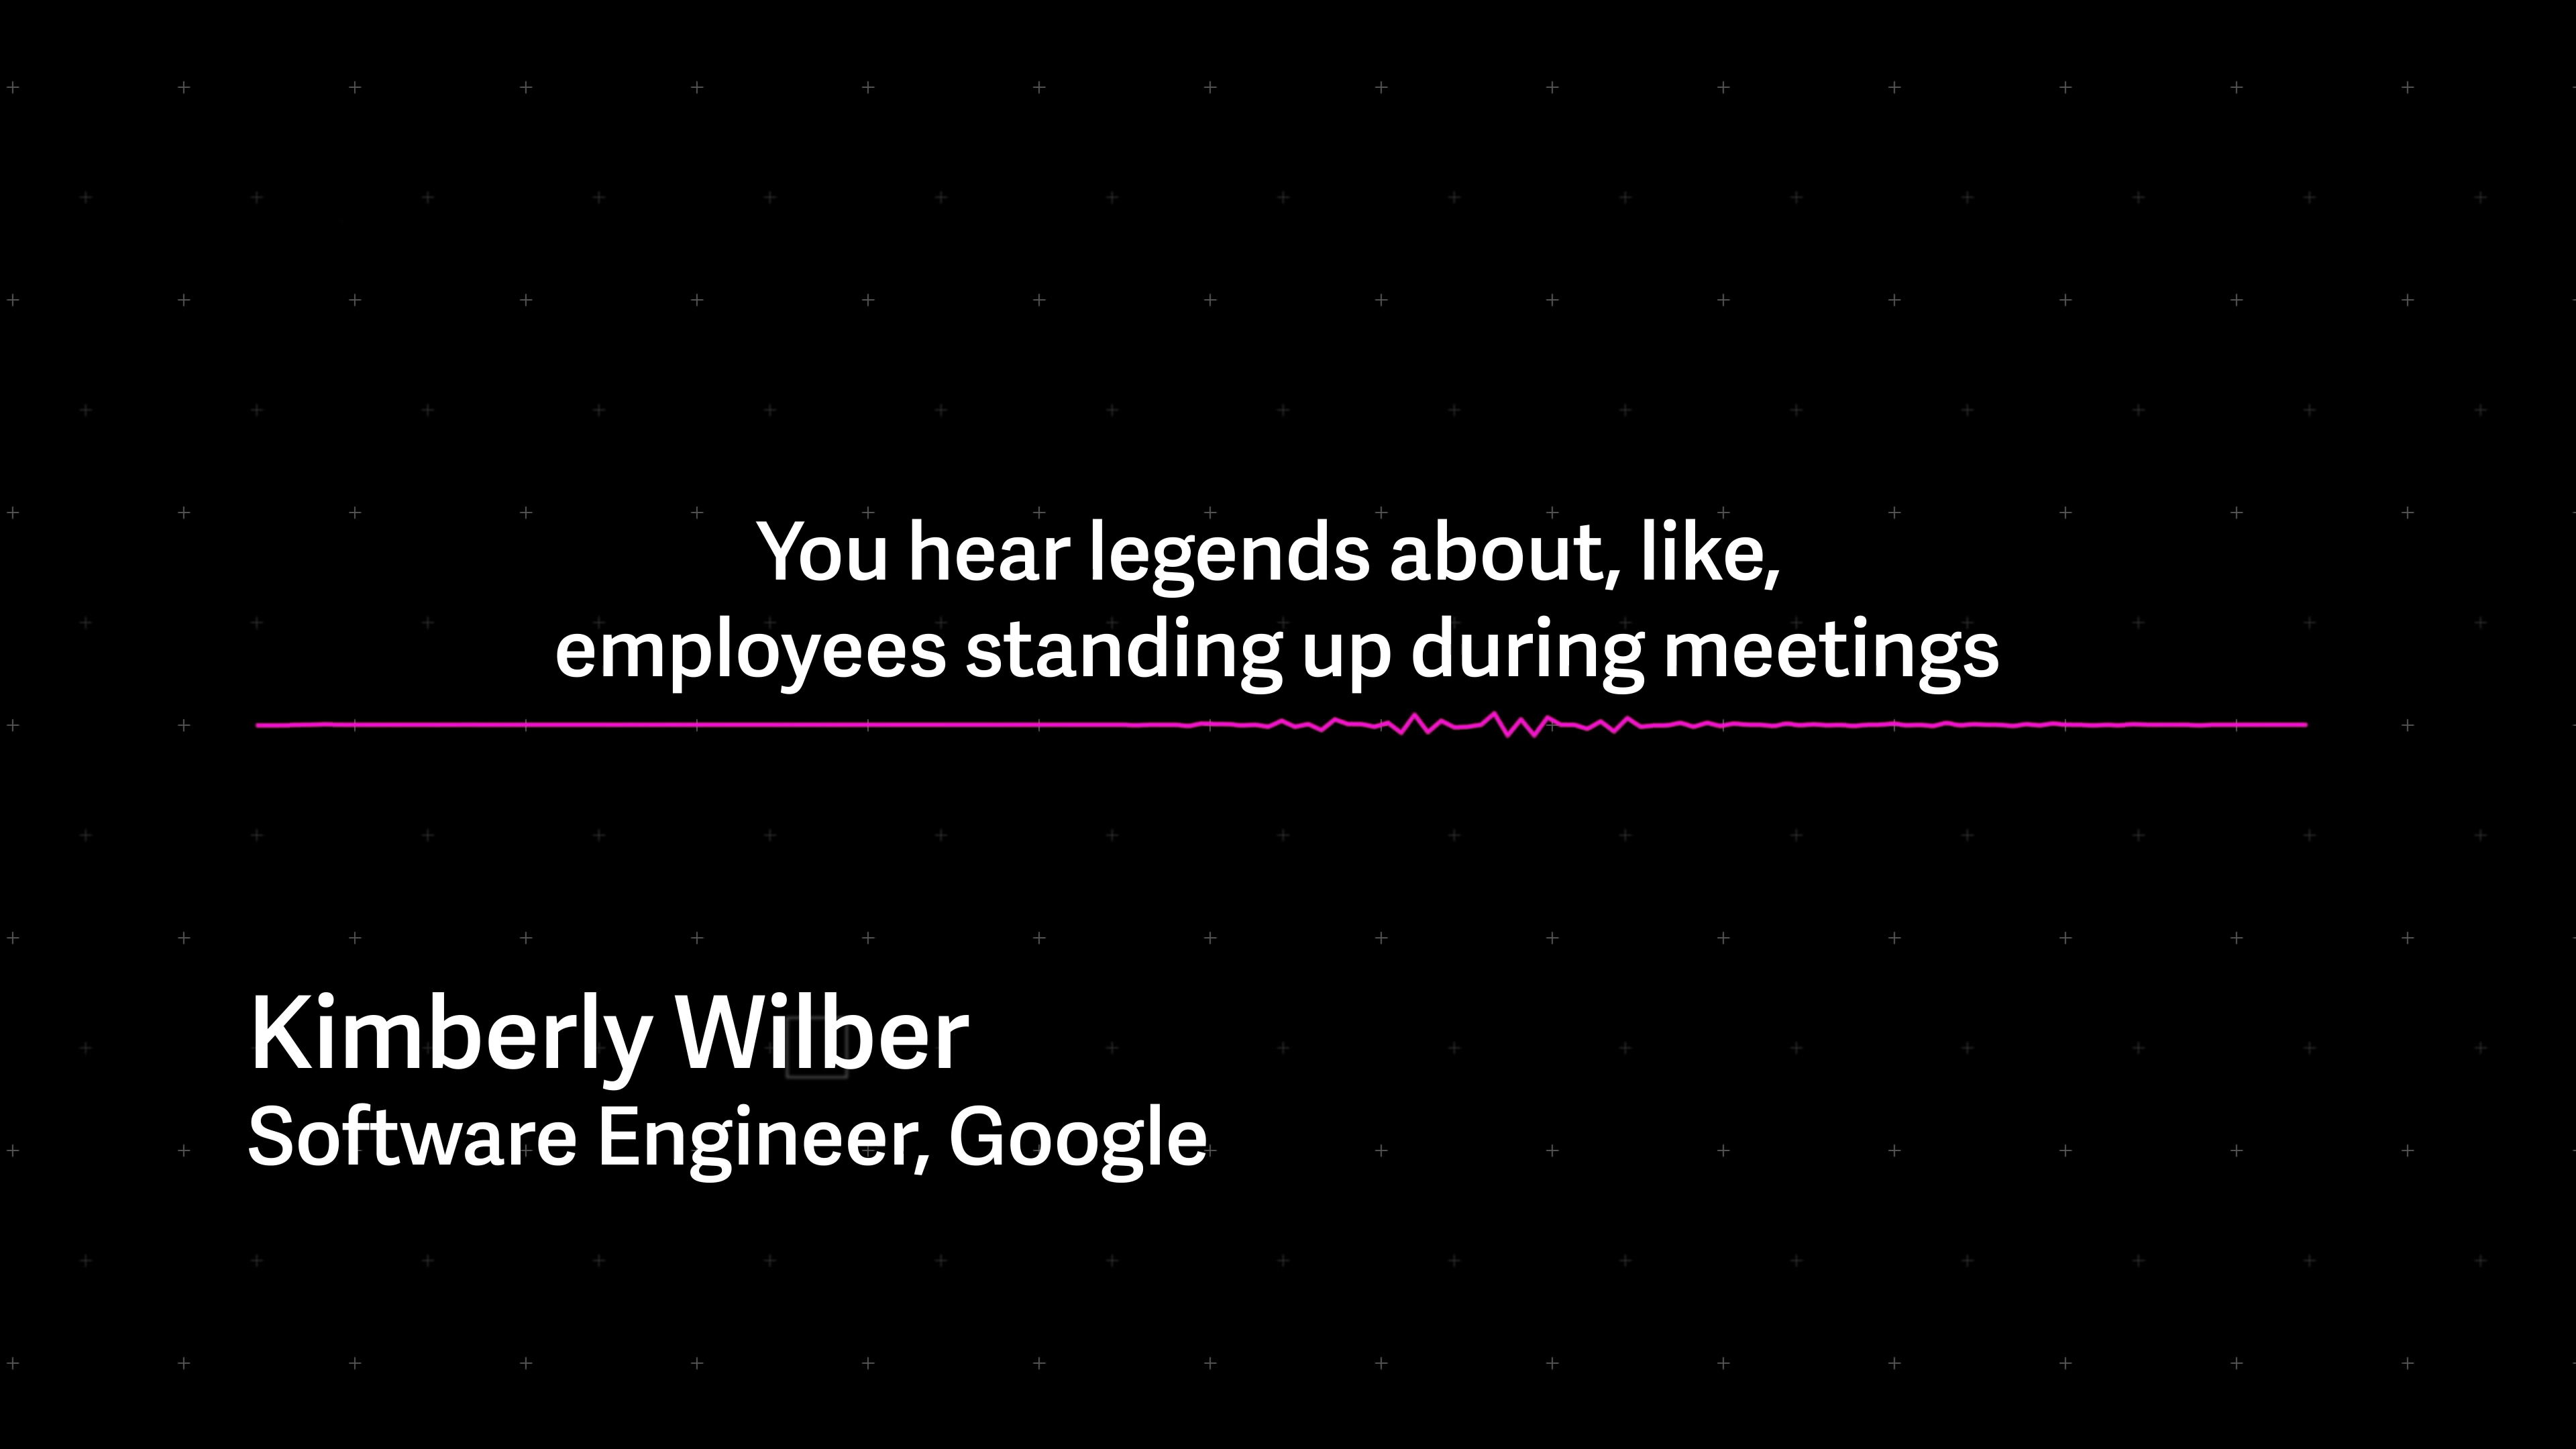 You hear legends about, like,
employees standing up during meetings
Kimberly Wilber
Software Engineer, Google